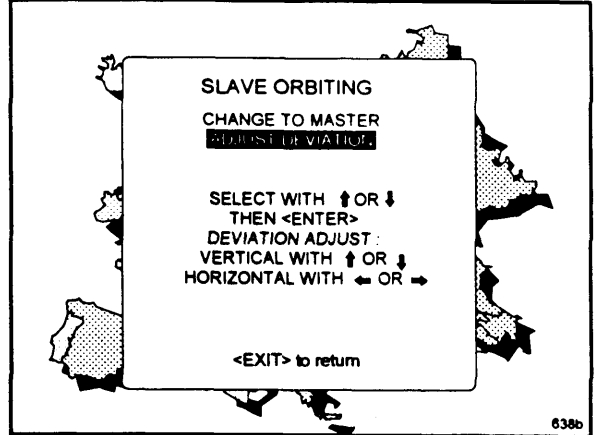 SLAVE ORBITING
CHANGE TO MASTER
ADJUST DEVIATION
SELECT WITH ⬆ OR ⬇
THEN <ENTER>
DEVIATION ADJUST :
VERTICAL WITH ⬆ OR ⬇
HORIZONTAL WITH ⬅ OR ➡
<EXIT> to return
638b